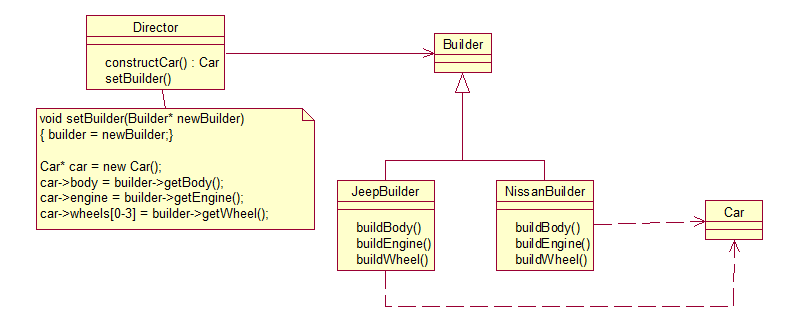 Director
constructCar() : Car
setBuilder()
Builder
void setBuilder(Builder* newBuilder)
{ builder = newBuilder;}
Car* car = new Car();
car->body = builder->getBody();
car->engine = builder->getEngine();
car->wheels[0-3] = builder->getWheel();
JeepBuilder
buildBody()
buildEngine()
buildWheel()
NissanBuilder
buildBody()
buildEngine()
buildWheel()
Car